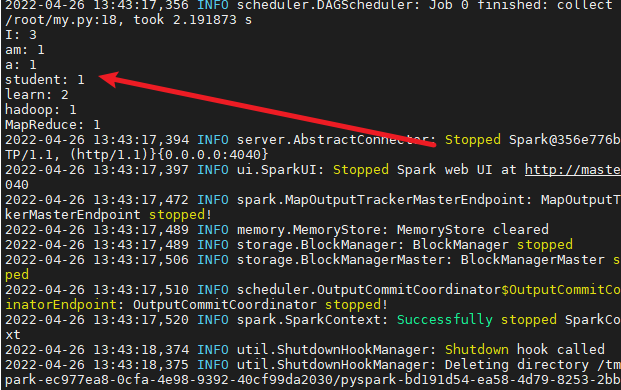 2022-04-26 13:43:17,356 INFO scheduler.DAGScheduler: Job 0 finished: collect
/root/my.py:18, took 2.191873 s
I: 3
am: 1
a: 1
student: 1
learn: 2
hadoop: 1
MapReduce: 1
2022-04-26 13:43:17,394 INFO server.AbstractConnector: Stopped Spark@356e776b
TP/1.1, (http/1.1)}{0.0.0.0:4040}
2022-04-26 13:43:17,397 INFO ui.SparkUI: Stopped Spark web UI at http://maste
040
2022-04-26 13:43:17,472 INFO spark.MapOutputTrackerMasterEndpoint: MapOutputT
kerMasterEndpoint stopped!
2022-04-26 13:43:17,489 INFO memory.MemoryStore: MemoryStore cleared
2022-04-26 13:43:17,489 INFO storage.BlockManager: BlockManager stopped
2022-04-26 13:43:17,506 INFO storage.BlockManagerMaster: BlockManagerMaster s
ped
2022-04-26 13:43:17,510 INFO scheduler.OutputCommitCoordinator$OutputCommitCo
inatorEndpoint: OutputCommitCoordinator stopped!
2022-04-26 13:43:17,520 INFO spark.SparkContext: Successfully stopped SparkCo
xt
2022-04-26 13:43:18,374 INFO util.ShutdownHookManager: Shutdown hook called
2022-04-26 13:43:18,375 INFO util.ShutdownHookManager: Deleting directory /tm
park-ec977ea8-0cfa-4e98-9392-40cf99da2030/pyspark-bd191d54-ea58-4d79-8253-2bb